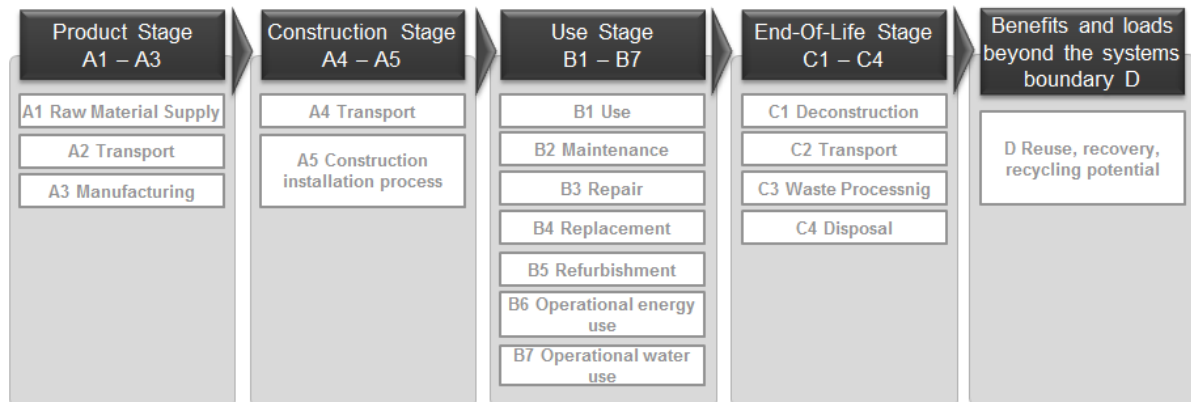 Product Stage
A1 – A3
A1 Raw Material Supply
A2 Transport
A3 Manufacturing
Construction Stage
A4 – A5
A4 Transport
A5 Construction
installation process
Use Stage
B1 – B7
B1 Use
B2 Maintenance
B3 Repair
B4 Replacement
B5 Refurbishment
B6 Operational energy
use
B7 Operational water
use
End-Of-Life Stage
C1 – C4
C1 Deconstruction
C2 Transport
C3 Waste Processnig
C4 Disposal
Benefits and loads
beyond the systems
boundary D
D Reuse, recovery,
recycling potential